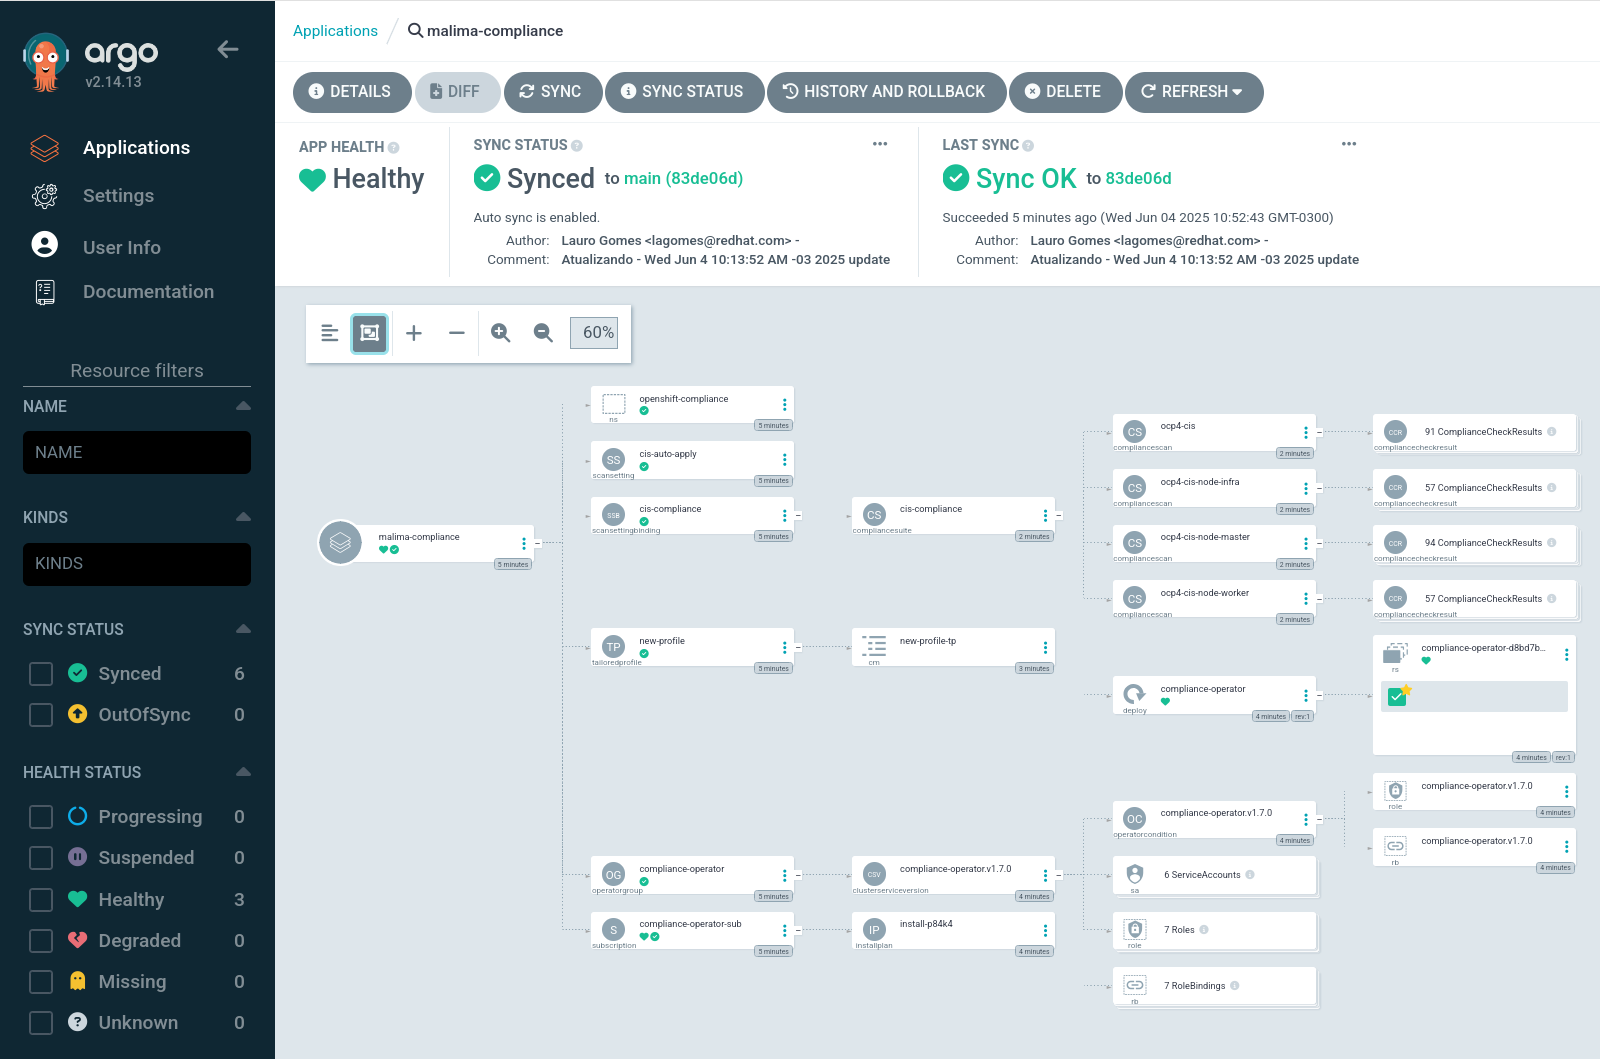 argo
v2.14.13
Applications
Settings
User Info
Documentation
Resource filters
NAME
NAME
KINDS
KINDS
SYNC STATUS
Synced 6
OutOfSync 0
HEALTH STATUS
Progressing 0
Suspended 0
Healthy 3
Degraded 0
Missing 0
Unknown 0
Applications / malima-compliance
DETAILS DIFF SYNC SYNC STATUS HISTORY AND ROLLBACK DELETE REFRESH
APP HEALTH
Healthy
SYNC STATUS
Synced to main (83de06d)
Auto sync is enabled.
Author: Lauro Gomes <lagomes@redhat.com> -
Comment: Atualizando - Wed Jun 4 10:13:52 AM -03 2025 update
LAST SYNC
Sync OK to 83de06d
Succeeded 5 minutes ago (Wed Jun 04 2025 10:52:43 GMT-0300)
Author: Lauro Gomes <lagomes@redhat.com> -
Comment: Atualizando - Wed Jun 4 10:13:52 AM -03 2025 update
60%
malima-compliance
5 minutes
openshift-compliance
ns
5 minutes
SS
cis-auto-apply
scansetting
5 minutes
SSB
cis-compliance
scansettingbinding
5 minutes
TP
new-profile
tailoredprofile
5 minutes
OG
compliance-operator
operatorgroup
5 minutes
S
compliance-operator-sub
subscription
5 minutes
CS
cis-compliance
compliancesuite
2 minutes
new-profile-tp
cm
3 minutes
CSV
compliance-operator.v1.7.0
clusterserviceversion
4 minutes
IP
install-p84k4
installplan
4 minutes
CS
ocp4-cis
compliancescan
2 minutes
CS
ocp4-cis-node-infra
compliancescan
2 minutes
CS
ocp4-cis-node-master
compliancescan
2 minutes
CS
ocp4-cis-node-worker
compliancescan
2 minutes
compliance-operator
deploy
4 minutes rev:1
OC
compliance-operator.v1.7.0
operatorcondition
4 minutes
6 ServiceAccounts
sa
7 Roles
role
7 RoleBindings
rb
CCR
91 ComplianceCheckResults
compliancecheckresult
CCR
57 ComplianceCheckResults
compliancecheckresult
CCR
94 ComplianceCheckResults
compliancecheckresult
CCR
57 ComplianceCheckResults
compliancecheckresult
compliance-operator-d8bd7b...
rs
4 minutes rev:1
compliance-operator.v1.7.0
role
4 minutes
compliance-operator.v1.7.0
rb
4 minutes